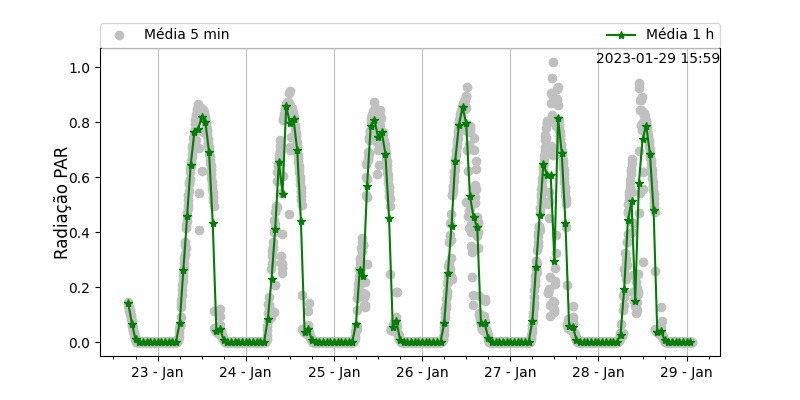 Média 5 min
Média 1 h
2023-01-29 15:59
Radiação PAR
1.0
0.8
0.6
0.4
0.2
0.0
23 - Jan
24 - Jan
25 - Jan
26 - Jan
27 - Jan
28 - Jan
29 - Jan